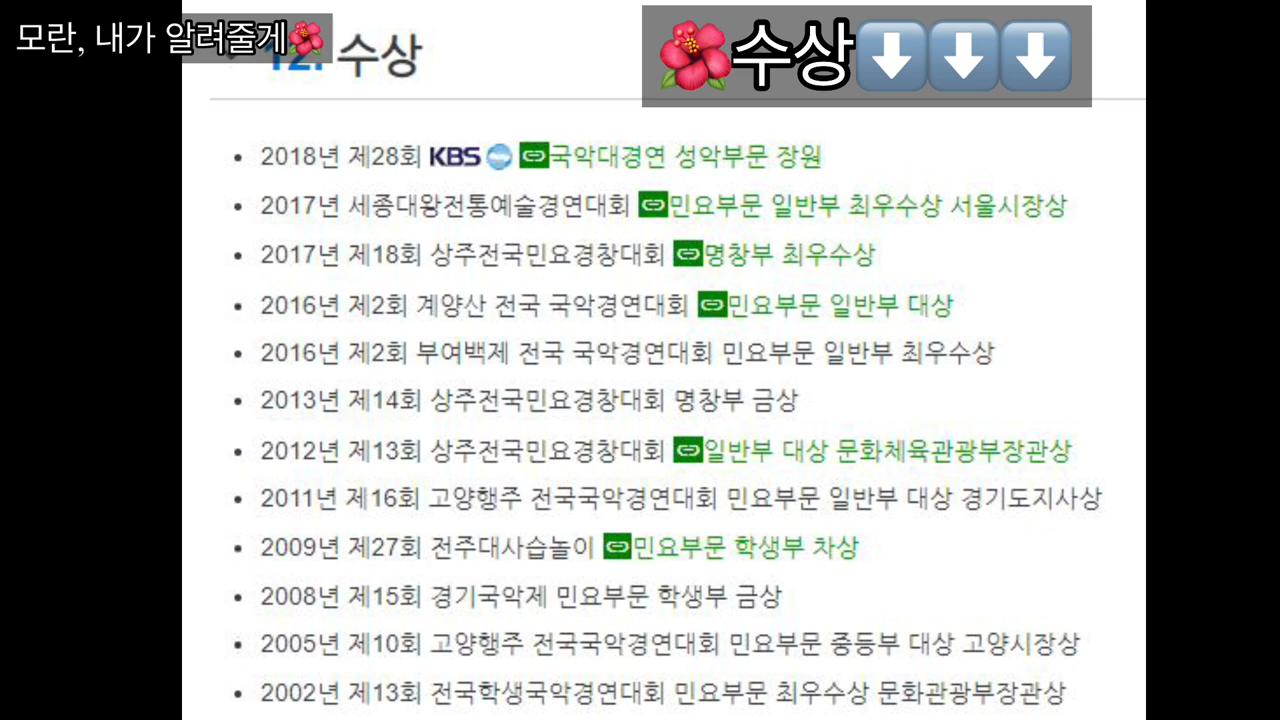 모란, 내가 알려줄게🌺
12. 수상
🌺수상⬇⬇⬇
2018년 제28회 KBS 국악대경연 성악부문 장원
2017년 세종대왕전통예술경연대회 민요부문 일반부 최우수상 서울시장상
2017년 제18회 상주전국민요경창대회 명창부 최우수상
2016년 제2회 계양산 전국 국악경연대회 민요부문 일반부 대상
2016년 제2회 부여백제 전국 국악경연대회 민요부문 일반부 최우수상
2013년 제14회 상주전국민요경창대회 명창부 금상
2012년 제13회 상주전국민요경창대회 일반부 대상 문화체육관광부장관상
2011년 제16회 고양행주 전국국악경연대회 민요부문 일반부 대상 경기도지사상
2009년 제27회 전주대사습놀이 민요부문 학생부 차상
2008년 제15회 경기국악제 민요부문 학생부 금상
2005년 제10회 고양행주 전국국악경연대회 민요부문 중등부 대상 고양시장상
2002년 제13회 전국학생국악경연대회 민요부문 최우수상 문화관광부장관상